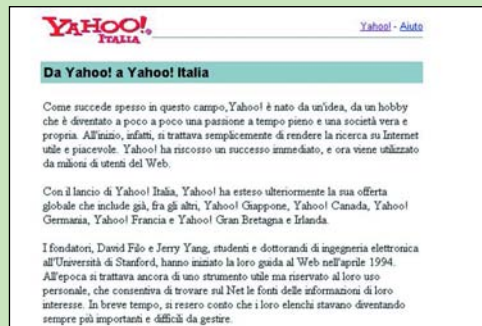 YAHOO!
ITALIA
Yahoo! - Aiuto
Da Yahoo! a Yahoo! Italia
Come succede spesso in questo campo,Yahoo! è nato da un'idea, da un hobby
che è diventato a poco a poco una passione a tempo pieno e una società vera e
propria. All'inizio, infatti, si trattava semplicemente di rendere la ricerca su Internet
utile e piacevole. Yahoo! ha riscosso un successo immediato, e ora viene utilizzato
da milioni di utenti del Web.
Con il lancio di Yahoo! Italia, Yahoo! ha esteso ulteriormente la sua offerta
globale che include già, fra gli altri, Yahoo! Giappone, Yahoo! Canada, Yahoo!
Germania, Yahoo! Francia e Yahoo! Gran Bretagna e Irlanda.
I fondatori, David Filo e Jerry Yang, studenti e dottorandi di ingegneria elettronica
all'Università di Stanford, hanno iniziato la loro guida al Web nell'aprile 1994.
All'epoca si trattava ancora di uno strumento utile ma riservato al loro uso
personale, che consentiva di trovare sul Net le fonti delle informazioni di loro
interesse. In breve tempo, si resero conto che i loro elenchi stavano diventando
sempre più importanti e difficili da gestire.